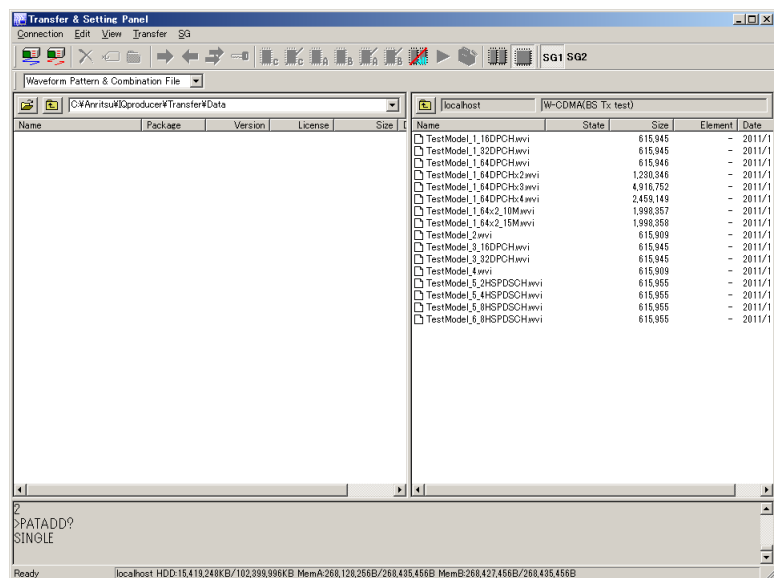 Transfer & Setting Panel
Connection Edit View Transfer SG
C C A B A B SG1 SG2
Waveform Pattern & Combination File
C:¥Anritsu¥IQproducer¥Transfer¥Data
localhost W-CDMA(BS Tx test)
Name Package Version License Size
Name State Size Element Date
TestModel_1_16DPCH.wvi 615,945 - 2011/1
TestModel_1_32DPCH.wvi 615,945 - 2011/1
TestModel_1_64DPCH.wvi 615,946 - 2011/1
TestModel_1_64DPCHx2.wvi 1,230,346 - 2011/1
TestModel_1_64DPCHx3.wvi 4,916,752 - 2011/1
TestModel_1_64DPCHx4.wvi 2,459,149 - 2011/1
TestModel_1_64x2_10M.wvi 1,998,357 - 2011/1
TestModel_1_64x2_15M.wvi 1,998,358 - 2011/1
TestModel_2.wvi 615,909 - 2011/1
TestModel_3_16DPCH.wvi 615,945 - 2011/1
TestModel_3_32DPCH.wvi 615,945 - 2011/1
TestModel_4.wvi 615,909 - 2011/1
TestModel_5_2HSPDSCH.wvi 615,955 - 2011/1
TestModel_5_4HSPDSCH.wvi 615,955 - 2011/1
TestModel_5_8HSPDSCH.wvi 615,955 - 2011/1
TestModel_6_8HSPDSCH.wvi 615,955 - 2011/1
2
>PATADD?
SINGLE
Ready localhost HDD:15,419,248KB/102,399,996KB MemA:268,128,256B/268,435,456B MemB:268,427,456B/268,435,456B